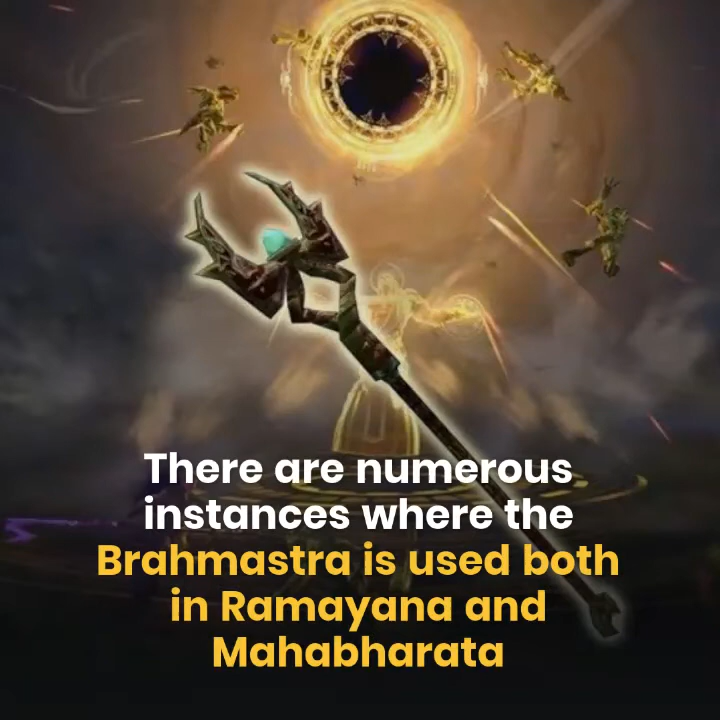 There are numerous
instances where the
Brahmastra is used both
in Ramayana and
Mahabharata